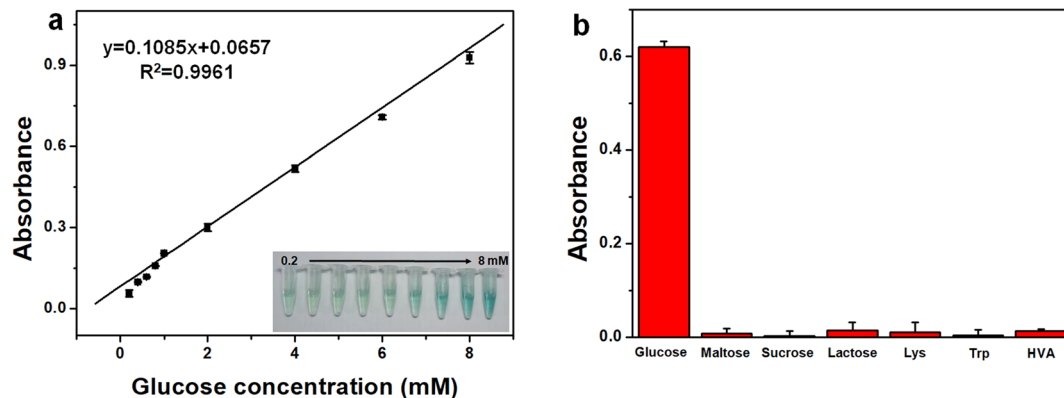 a
y=0.1085x+0.0657
R²=0.9961
Absorbance
0.9
0.6
0.3
0.0
0.2
8 mM
0 2 4 6 8
Glucose concentration (mM)
b
Absorbance
0.6
0.4
0.2
0.0
Glucose Maltose Sucrose Lactose Lys Trp HVA